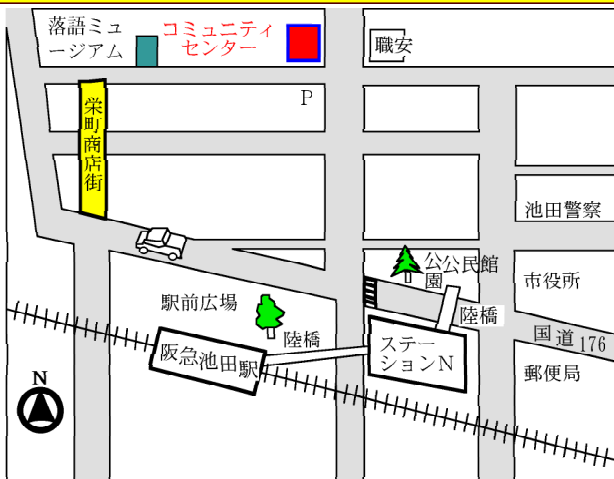 落語ミュ
ージアム
コミュニティ
センター
職安
P
栄町商店街
池田警察
公園
公民館
市役所
駅前広場
陸橋
陸橋
国道176
阪急池田駅
ステー
ションN
郵便局
N